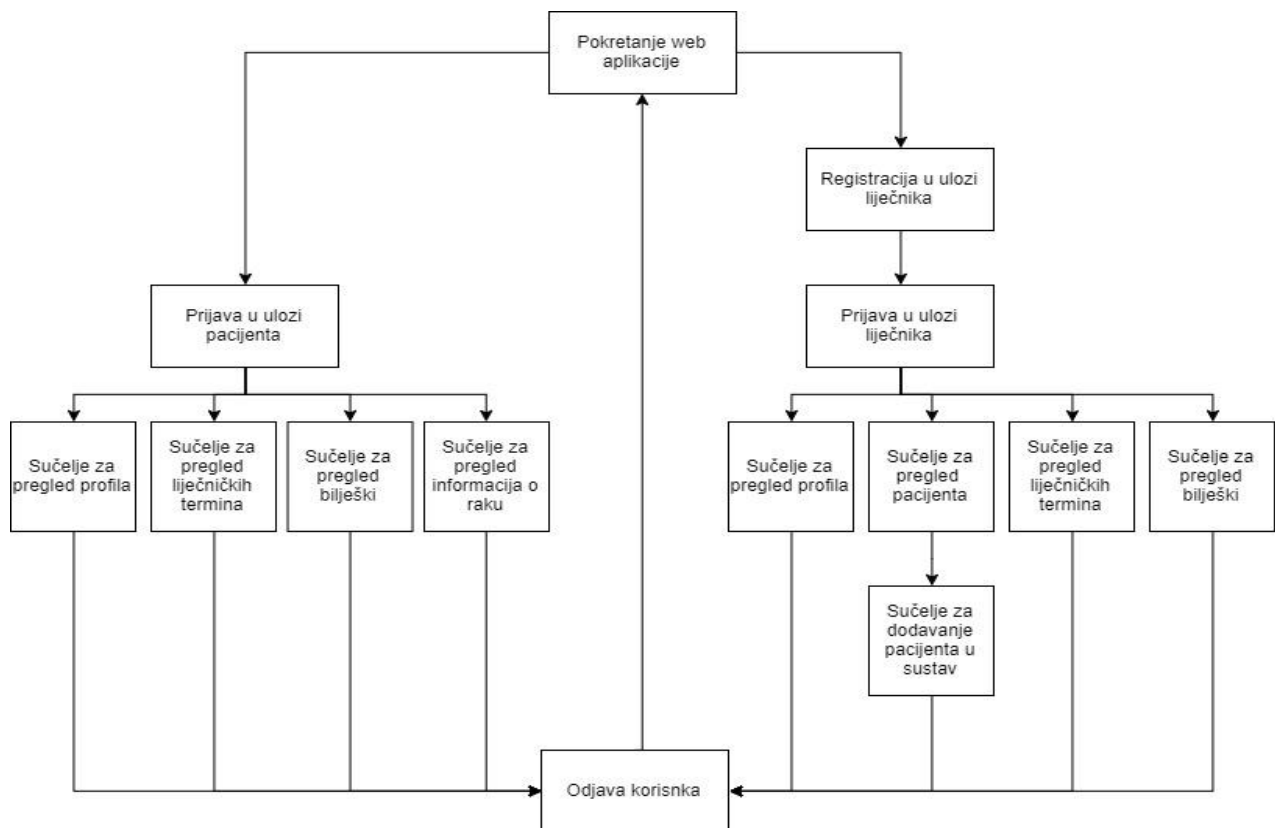 Pokretanje web
aplikacije
Registracija u ulozi
liječnika
Prijava u ulozi
pacijenta
Prijava u ulozi
liječnika
Sučelje za
pregled profila
Sučelje za
pregled
liječničkih
termina
Sučelje za
pregled
bilješki
Sučelje za
pregled
informacija o
raku
Sučelje za
pregled profila
Sučelje za
pregled
pacijenta
Sučelje za
pregled
liječničkih
termina
Sučelje za
pregled
bilješki
Sučelje za
dodavanje
pacijenta u
sustav
Odjava korisnka